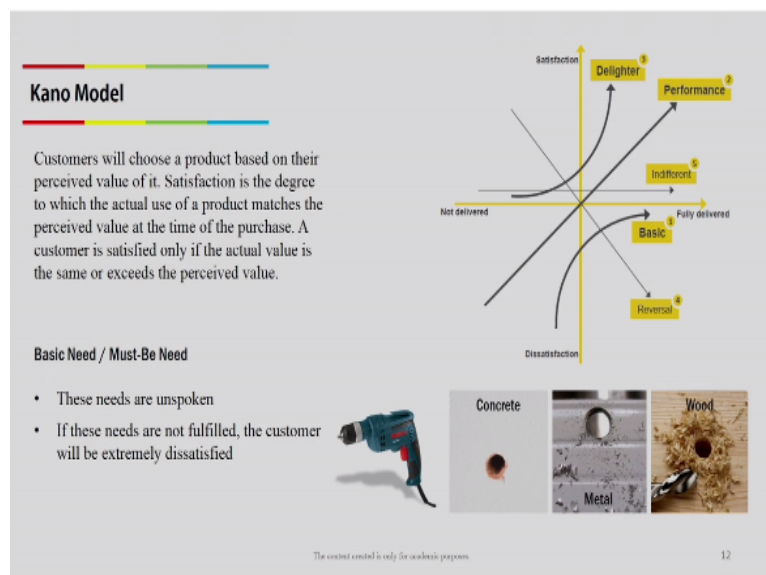 Kano Model
Customers will choose a product based on their
perceived value of it. Satisfaction is the degree
to which the actual use of a product matches the
perceived value at the time of the purchase. A
customer is satisfied only if the actual value is
the same or exceeds the perceived value.
Basic Need / Must-Be Need
• These needs are unspoken
• If these needs are not fulfilled, the customer
will be extremely dissatisfied
Satisfaction
Delighter 3
Performance 2
Indifferent 5
Not delivered
Fully delivered
Basic 1
Reversal 4
Dissatisfaction
Concrete
Metal
Wood
The content created is only for academic purposes
12